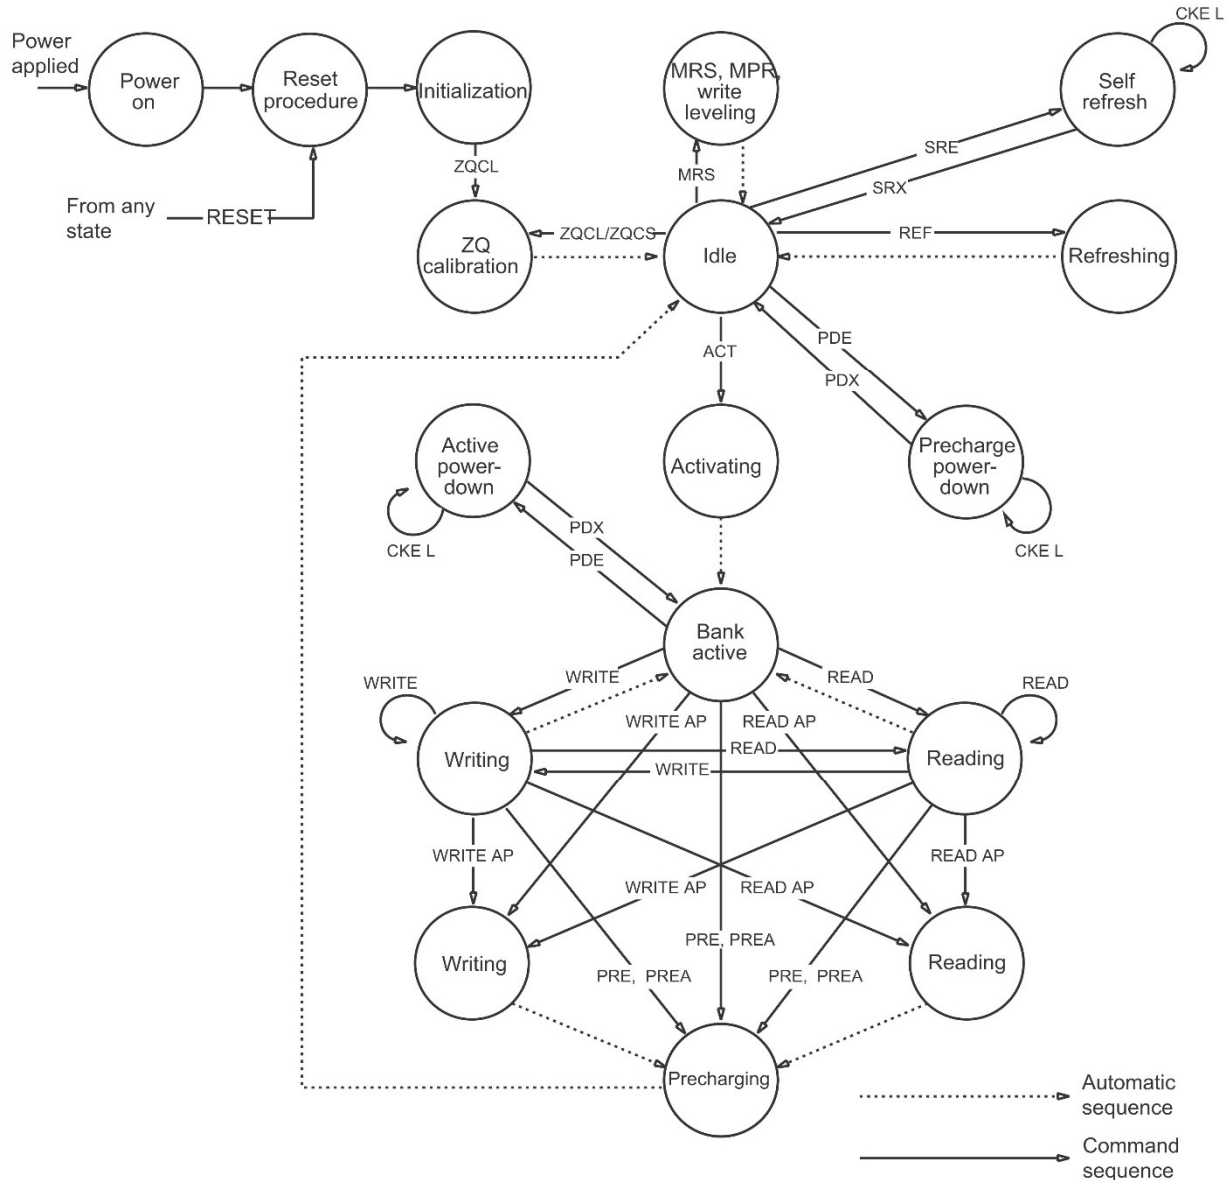 Power
applied
Power
on
Reset
procedure
Initialization
MRS, MPR,
write
leveling
CKE L
Self
refresh
ZQCL
MRS
SRE
SRX
From any
state
RESET
ZQ
calibration
ZQCL/ZQCS
Idle
REF
Refreshing
ACT
PDE
PDX
Active
power-
down
Activating
Precharge
power-
down
CKE L
PDX
PDE
CKE L
Bank
active
WRITE
WRITE
READ
READ
WRITE AP
READ AP
Writing
READ
WRITE
Reading
WRITE AP
READ AP
WRITE AP
READ AP
Writing
PRE, PREA
Reading
PRE, PREA
PRE, PREA
Precharging
Automatic
sequence
Command
sequence